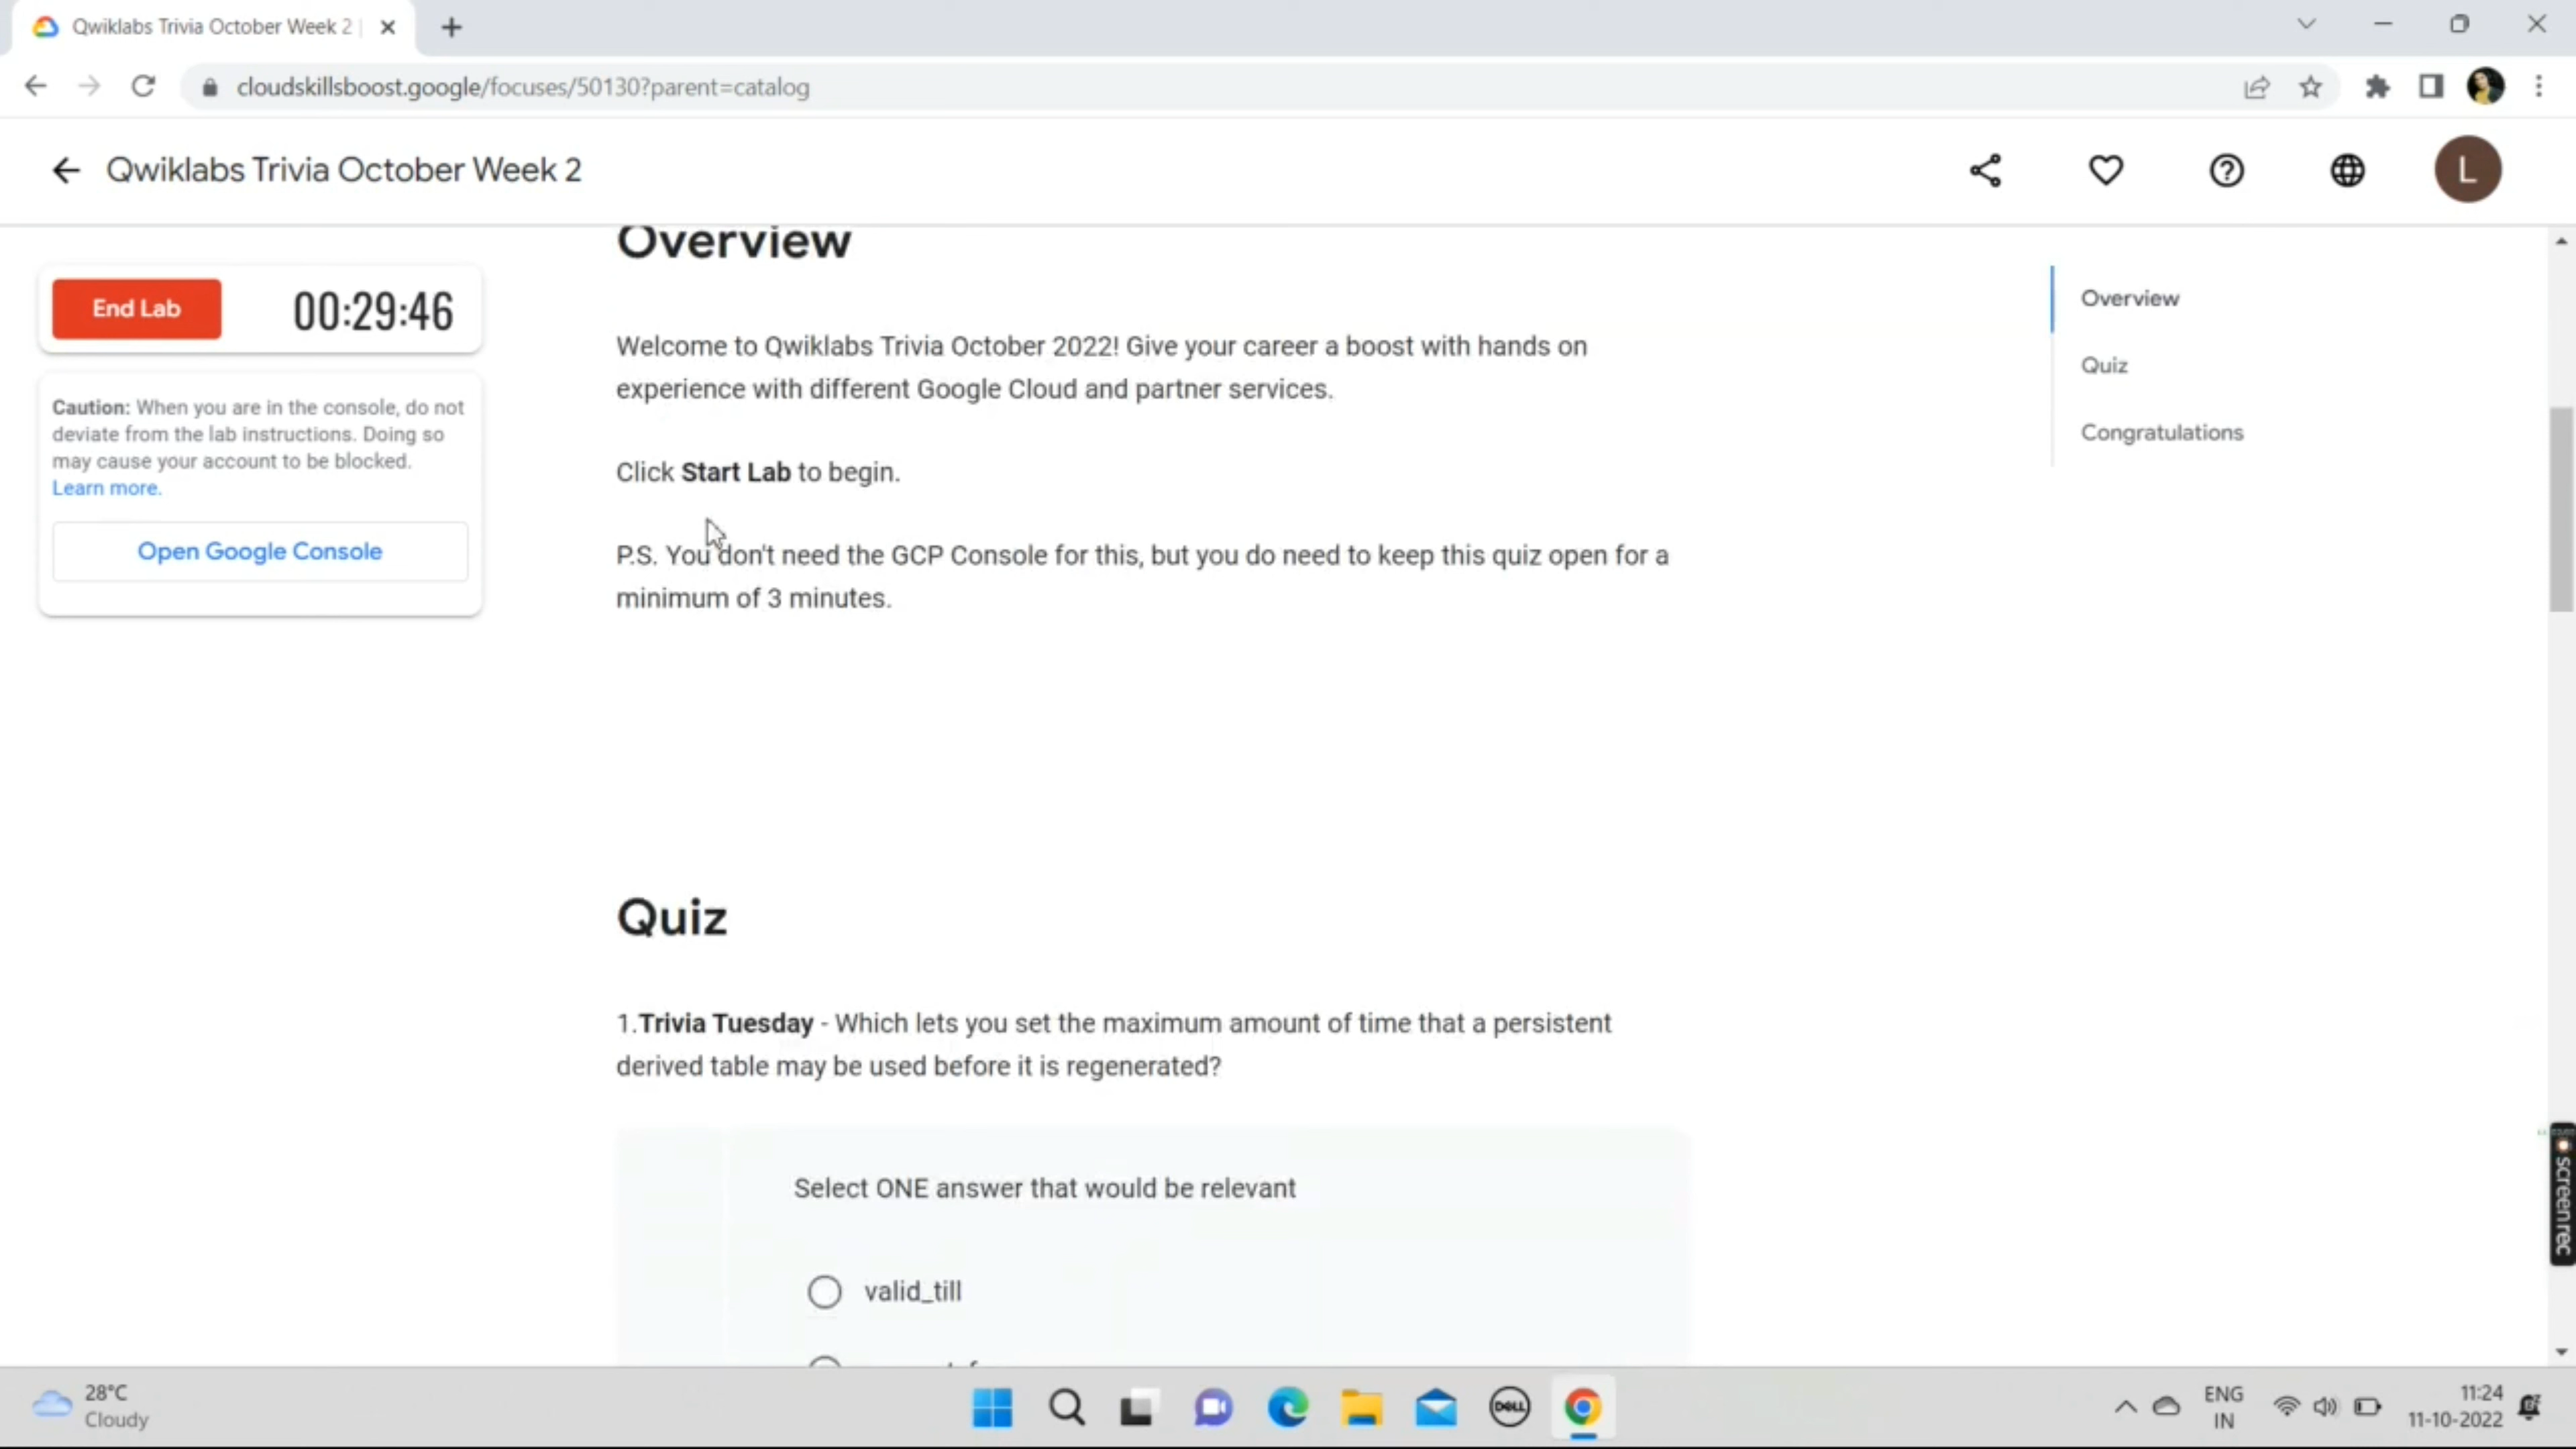 Qwiklabs Trivia October Week 2 |
cloudskillsboost.google/focuses/50130?parent=catalog
Qwiklabs Trivia October Week 2
L
End Lab
00:29:46
Caution: When you are in the console, do not
deviate from the lab instructions. Doing so
may cause your account to be blocked.
Learn more.
Open Google Console
Overview
Welcome to Qwiklabs Trivia October 2022! Give your career a boost with hands on
experience with different Google Cloud and partner services.
Click Start Lab to begin.
P.S. You don't need the GCP Console for this, but you do need to keep this quiz open for a
minimum of 3 minutes.
Quiz
1.Trivia Tuesday - Which lets you set the maximum amount of time that a persistent
derived table may be used before it is regenerated?
Select ONE answer that would be relevant
valid_till
Overview
Quiz
Congratulations
screenrec
28°C
Cloudy
DELL
ENG
IN
11:24
11-10-2022